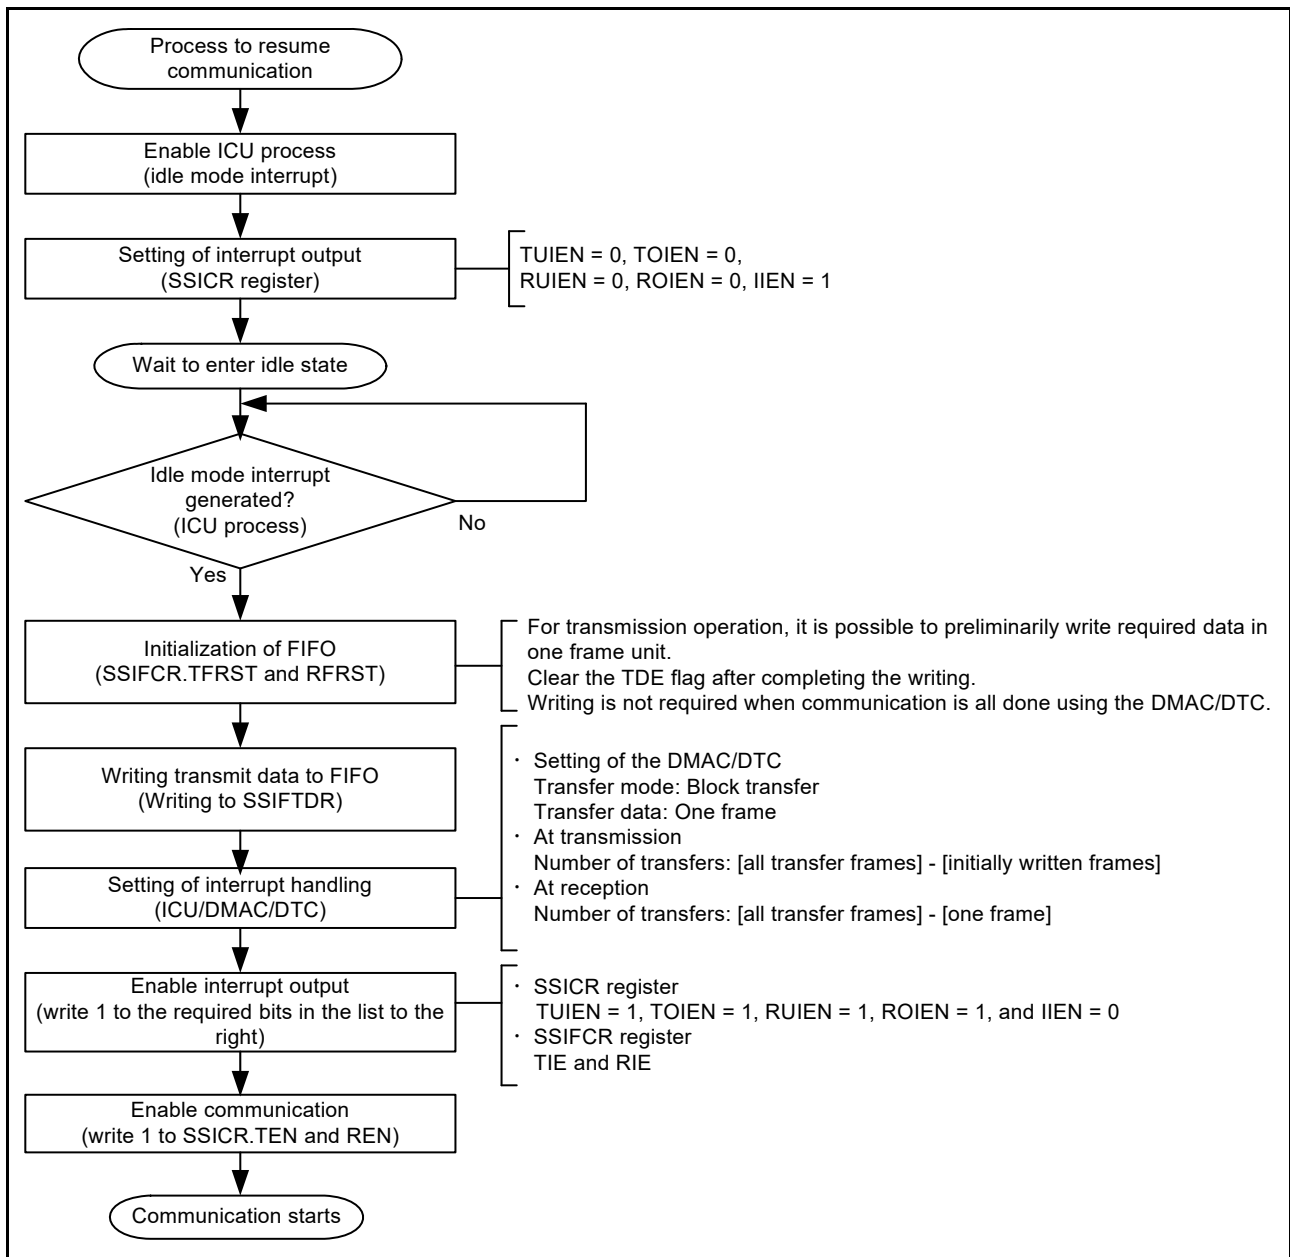 Process to resume
communication
Enable ICU process
(idle mode interrupt)
Setting of interrupt output
(SSICR register)
TUIEN = 0, TOIEN = 0,
RUIEN = 0, ROIEN = 0, IIEN = 1
Wait to enter idle state
Idle mode interrupt
generated?
(ICU process)
No
Yes
Initialization of FIFO
(SSIFCR.TFRST and RFRST)
For transmission operation, it is possible to preliminarily write required data in
one frame unit.
Clear the TDE flag after completing the writing.
Writing is not required when communication is all done using the DMAC/DTC.
Writing transmit data to FIFO
(Writing to SSIFTDR)
Setting of interrupt handling
(ICU/DMAC/DTC)
· Setting of the DMAC/DTC
Transfer mode: Block transfer
Transfer data: One frame
· At transmission
Number of transfers: [all transfer frames] - [initially written frames]
· At reception
Number of transfers: [all transfer frames] - [one frame]
Enable interrupt output
(write 1 to the required bits in the list to the
right)
· SSICR register
TUIEN = 1, TOIEN = 1, RUIEN = 1, ROIEN = 1, and IIEN = 0
· SSIFCR register
TIE and RIE
Enable communication
(write 1 to SSICR.TEN and REN)
Communication starts